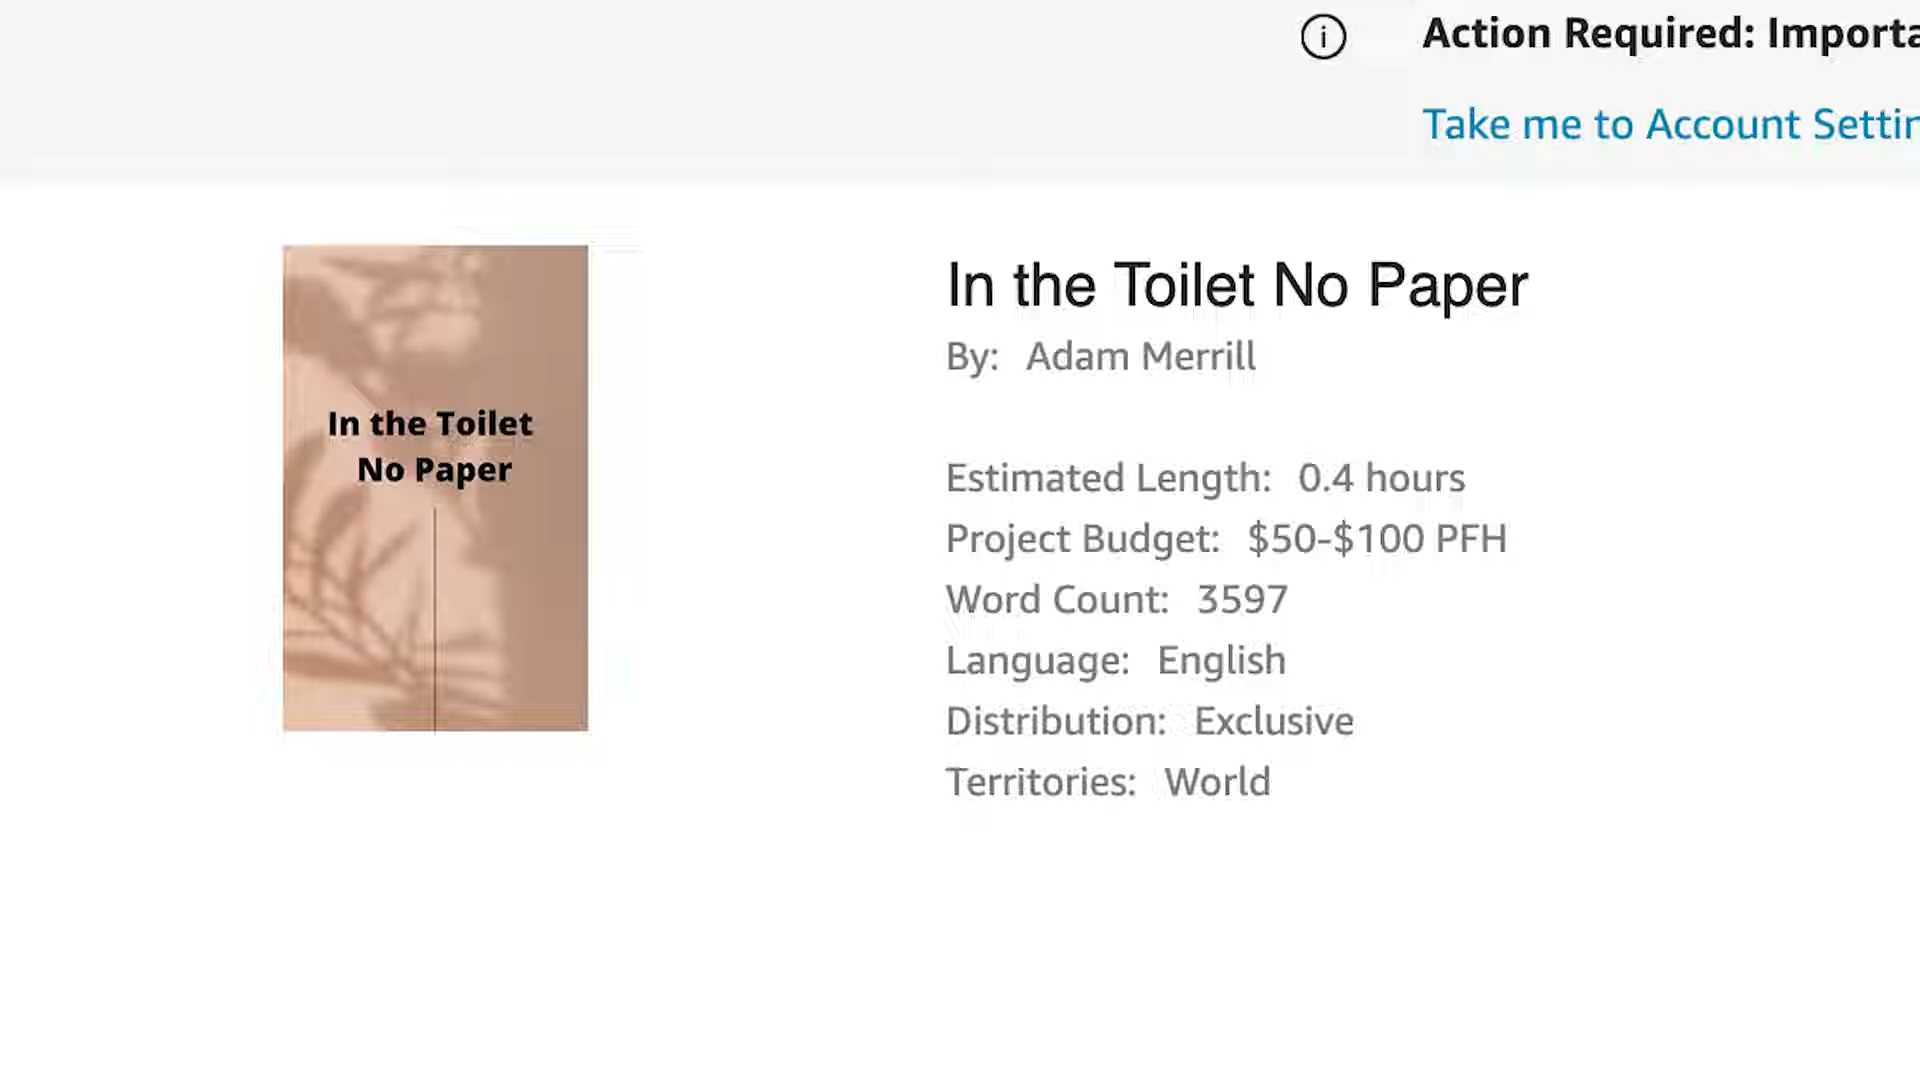 Action Required: Importa
Take me to Account Settin
In the Toilet
No Paper
In the Toilet No Paper
By: Adam Merrill
Estimated Length: 0.4 hours
Project Budget: $50-$100 PFH
Word Count: 3597
Language: English
Distribution: Exclusive
Territories: World